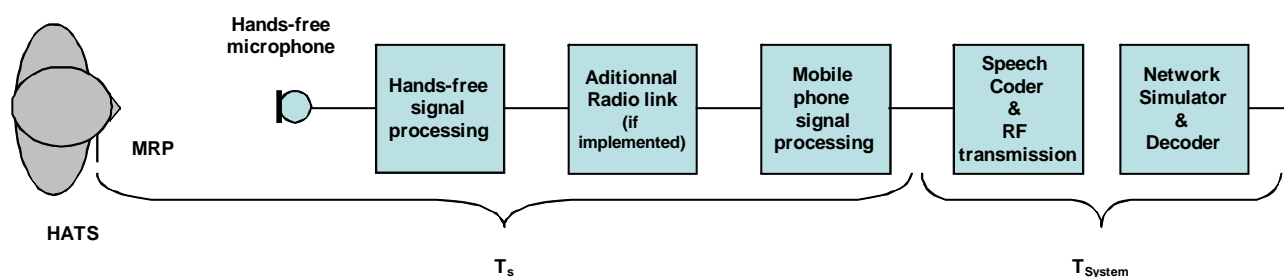 Hands-free
microphone
Hands-free
signal
processing
Aditionnal
Radio link
(if
implemented)
Mobile
phone
signal
processing
Speech
Coder
&
RF
transmission
Network
Simulator
&
Decoder
MRP
HATS
Ts
TSystem